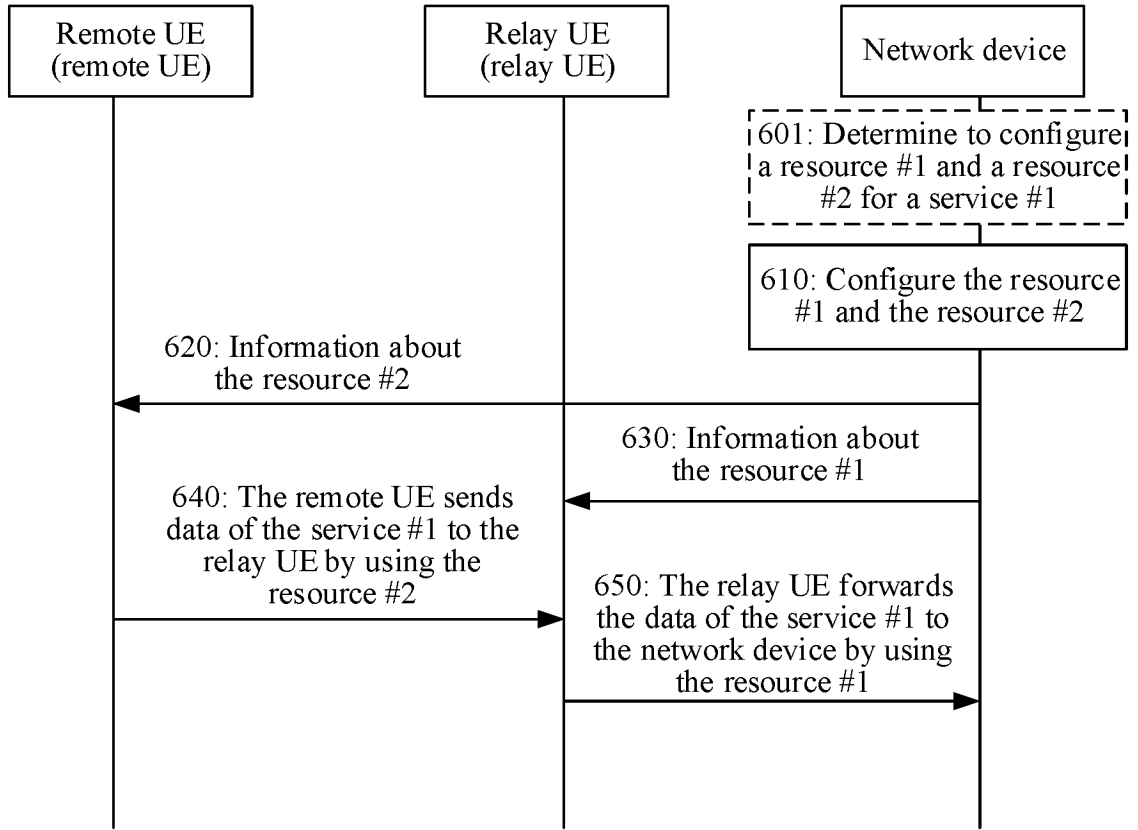 Remote UE
(remote UE)
Relay UE
(relay UE)
Network device
601: Determine to configure
a resource #1 and a resource
#2 for a service #1
610: Configure the resource
#1 and the resource #2
620: Information about
the resource #2
630: Information about
the resource #1
640: The remote UE sends
data of the service #1 to the
relay UE by using the
resource #2
650: The relay UE forwards
the data of the service #1 to
the network device by using
the resource #1